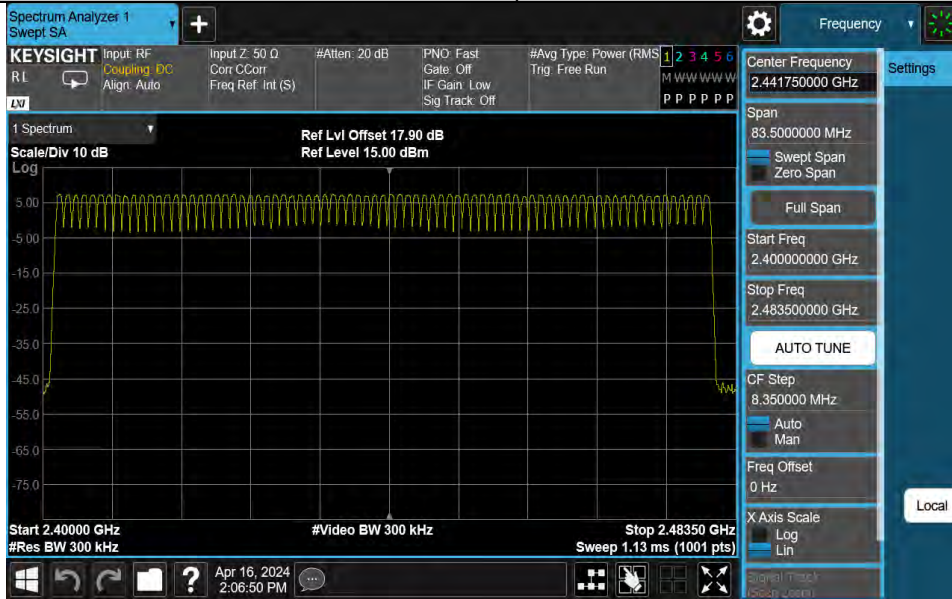 Spectrum Analyzer 1
Swept SA
+
Frequency
KEYSIGHT
RL
LXI
Input: RF
Coupling: DC
Align: Auto
Input Z: 50 Ω
Corr CCorr
Freq Ref: Int (S)
#Atten: 20 dB
PNO: Fast
Gate: Off
IF Gain: Low
Sig Track: Off
#Avg Type: Power (RMS
Trig: Free Run
1 2 3 4 5 6
M W W W W W
P P P P P P
1 Spectrum
Scale/Div 10 dB
Ref Lvl Offset 17.90 dB
Ref Level 15.00 dBm
Log
5.00
-5.00
-15.0
-25.0
-35.0
-45.0
-55.0
-65.0
-75.0
Start 2.40000 GHz
#Res BW 300 kHz
#Video BW 300 kHz
Stop 2.48350 GHz
Sweep 1.13 ms (1001 pts)
Center Frequency
2.441750000 GHz
Settings
Span
83.5000000 MHz
Swept Span
Zero Span
Full Span
Start Freq
2.400000000 GHz
Stop Freq
2.483500000 GHz
AUTO TUNE
CF Step
8.350000 MHz
Auto
Man
Freq Offset
0 Hz
X Axis Scale
Log
Lin
Local
Signal Track
(Span Zoom)
?
Apr 16, 2024
2:06:50 PM